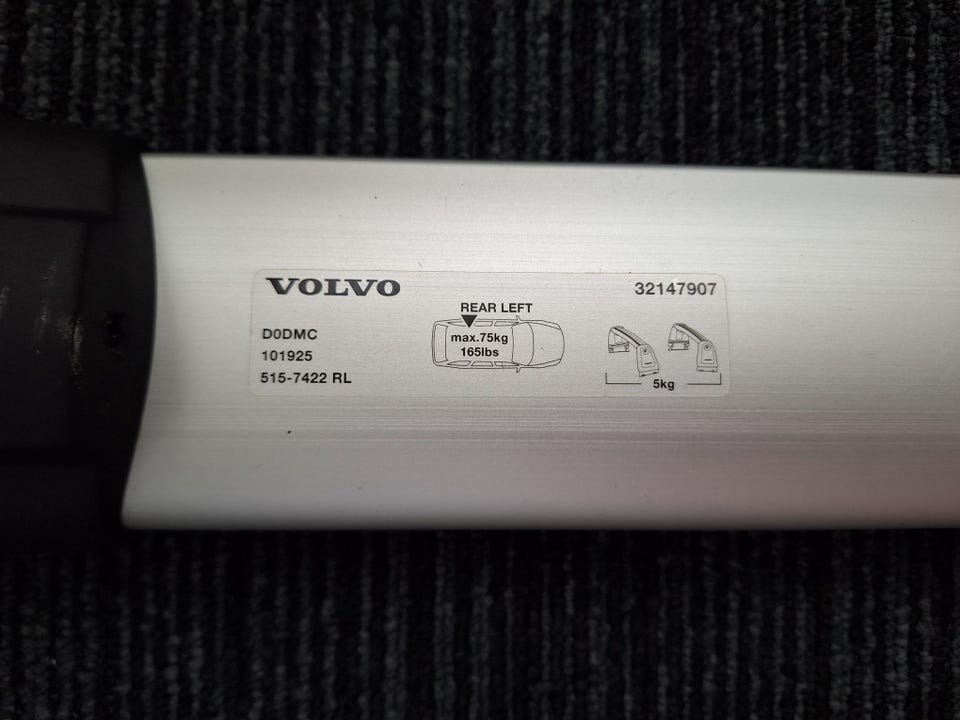 VOLVO
32147907
REAR LEFT
max.75kg
165lbs
D0DMC
101925
515-7422 RL
5kg